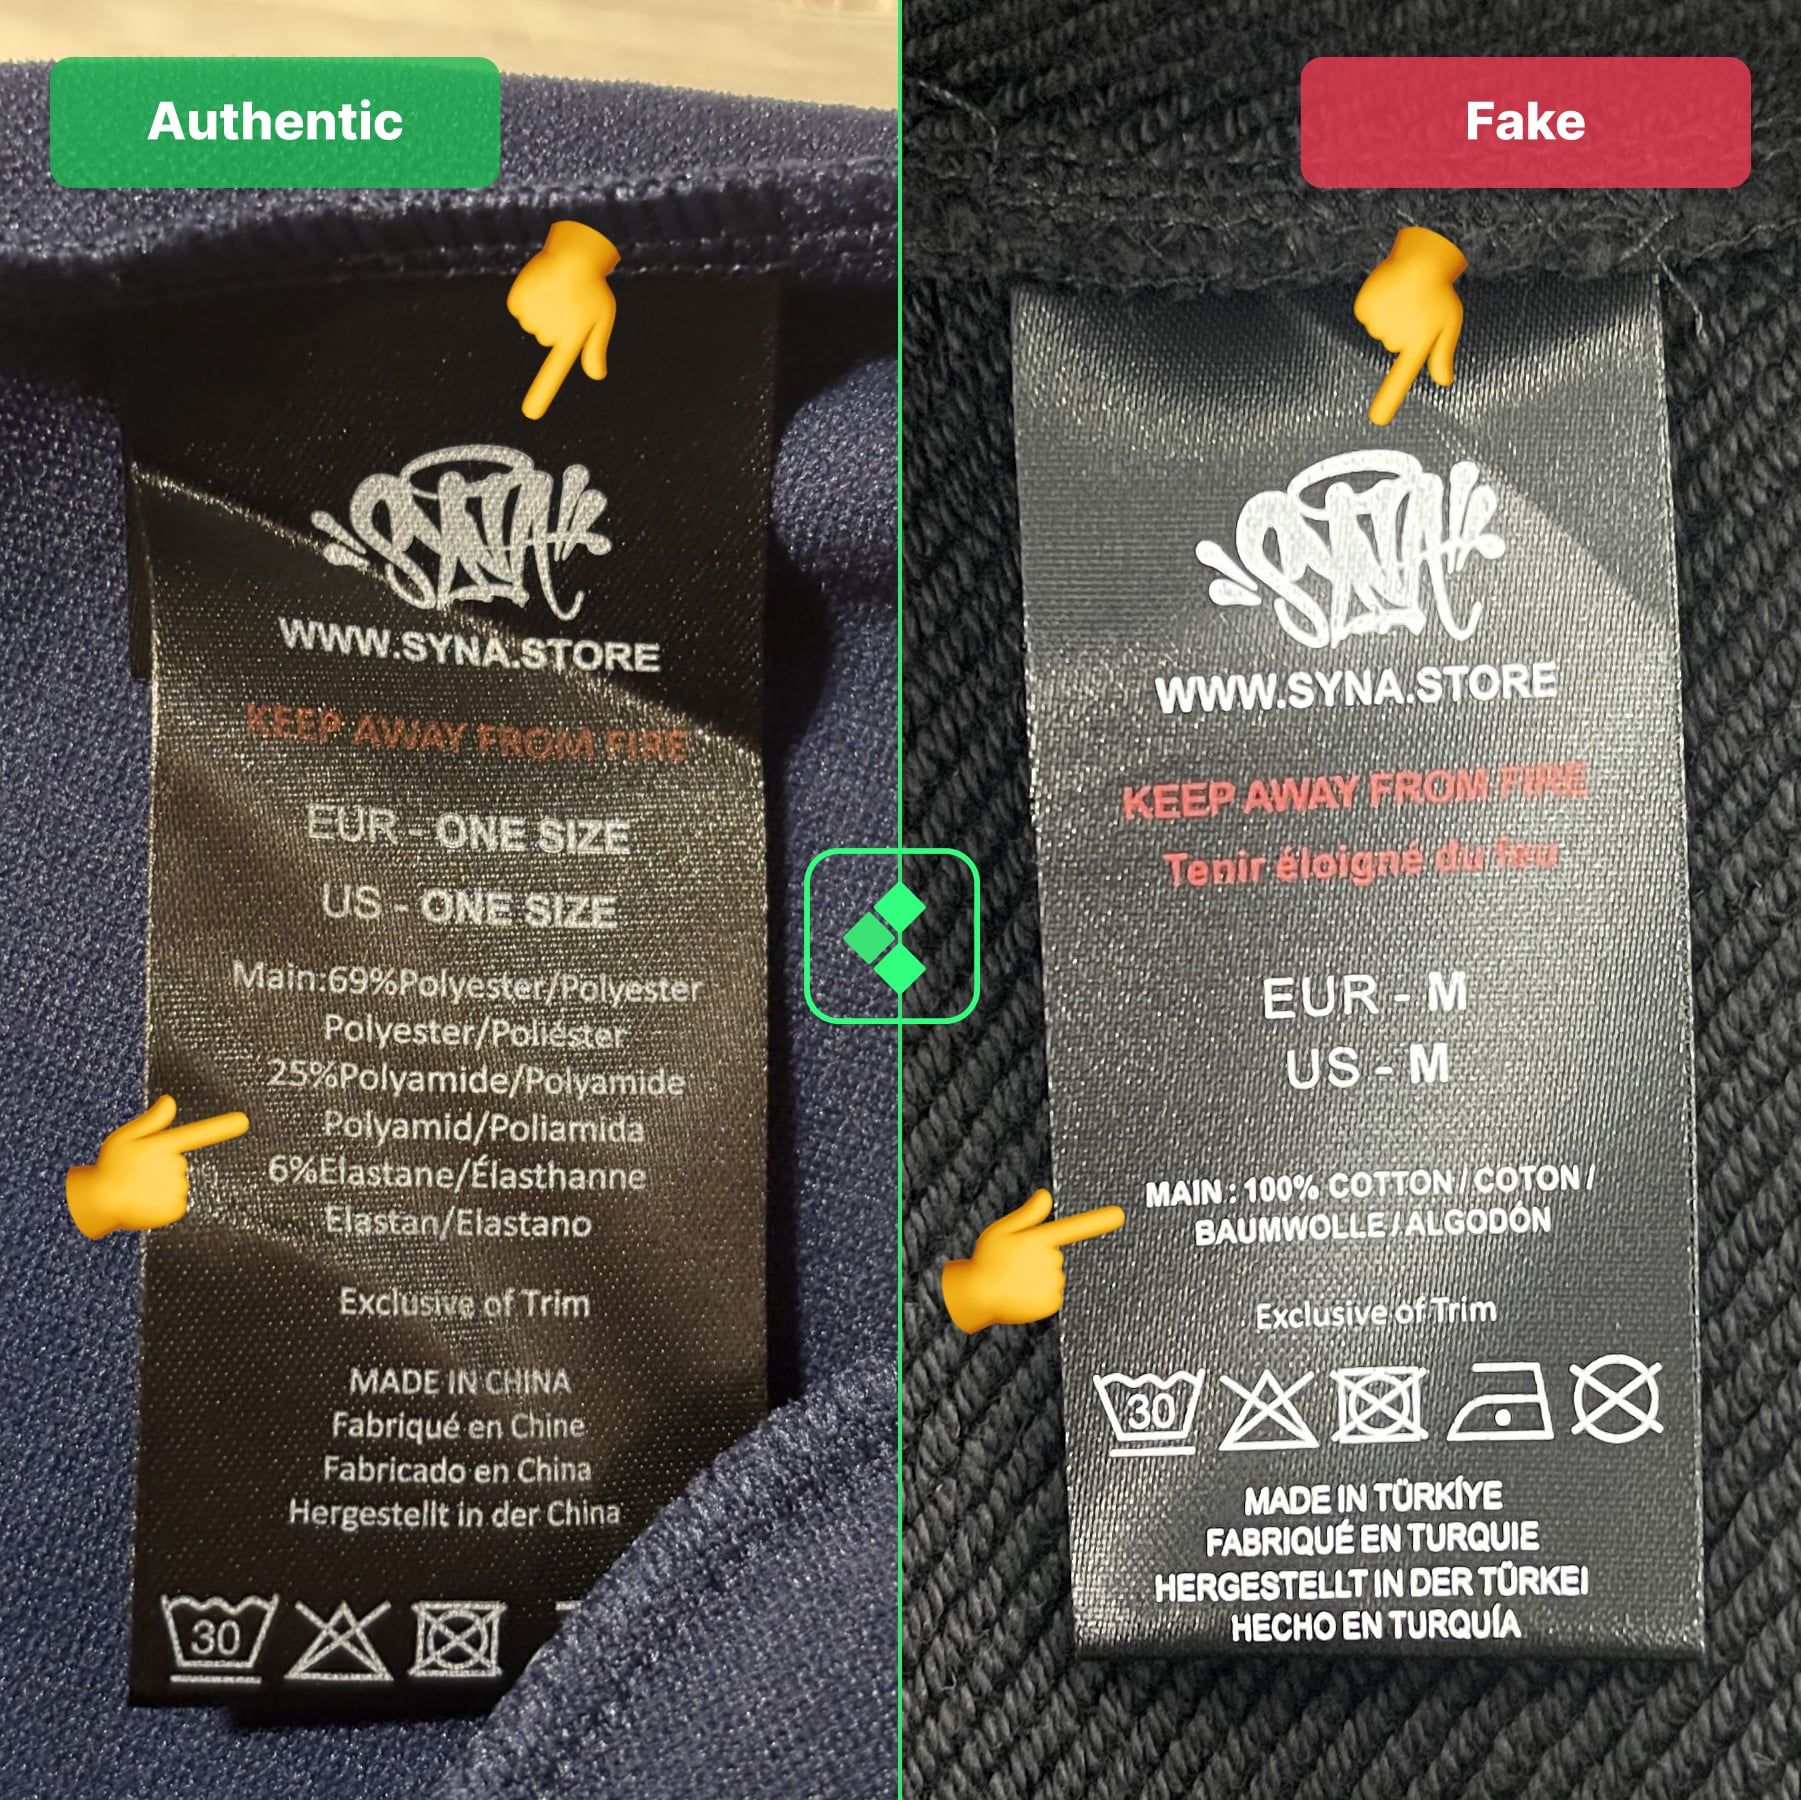 Authentic
SYNA
WWW.SYNA.STORE
KEEP AWAY FROM FIRE
EUR - ONE SIZE
US - ONE SIZE
Main:69%Polyester/Polyester
Polyester/Poliéster
25%Polyamide/Polyamide
Polyamid/Poliamida
6%Elastane/Élasthanne
Elastan/Elastano
Exclusive of Trim
MADE IN CHINA
Fabriqué en Chine
Fabricado en China
Hergestellt in der China
30
Fake
SYNA
WWW.SYNA.STORE
KEEP AWAY FROM FIRE
Tenir éloigné du feu
EUR - M
US - M
MAIN : 100% COTTON / COTON /
BAUMWOLLE / ALGODÓN
Exclusive of Trim
30
MADE IN TÜRKİYE
FABRIQUÉ EN TURQUIE
HERGESTELLT IN DER TÜRKEI
HECHO EN TURQUÍA